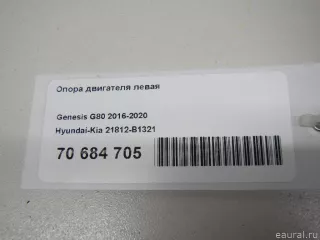 Опора двигателя левая
Genesis G80 2016-2020
Hyundai-Kia 21812-B1321
70 684 705
eaural.ru